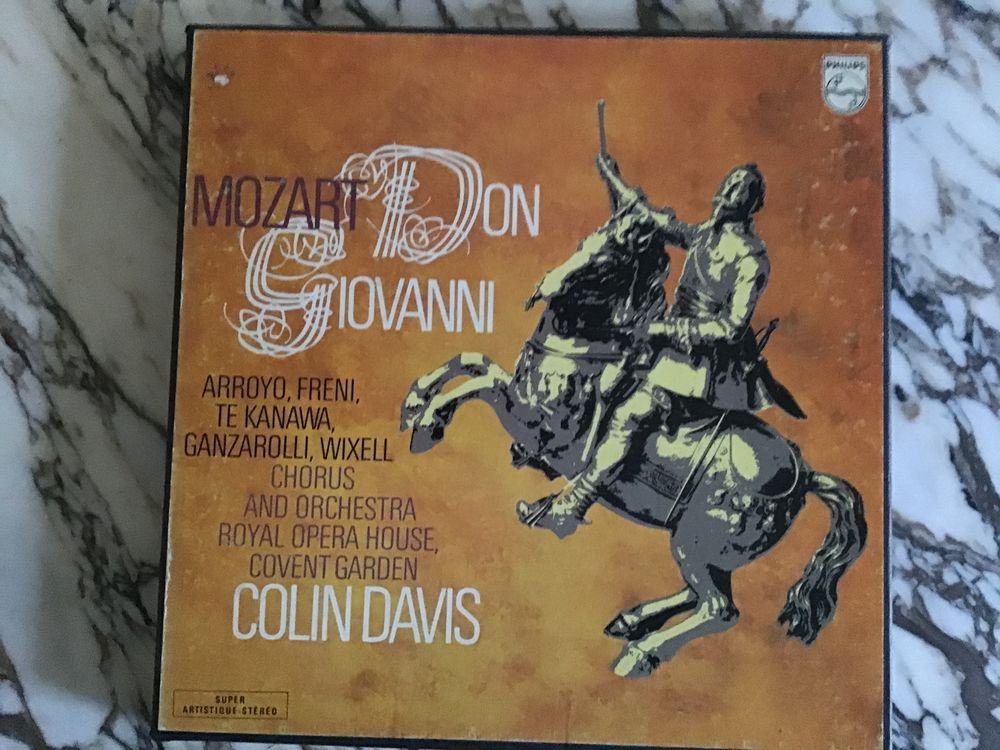 PHILIPS
MOZART DON
GIOVANNI
ARROYO, FRENI,
TE KANAWA,
GANZAROLLI, WIXELL
CHORUS
AND ORCHESTRA
ROYAL OPERA HOUSE,
COVENT GARDEN
COLIN DAVIS
SUPER
ARTISTIQUE-STÉRÉO